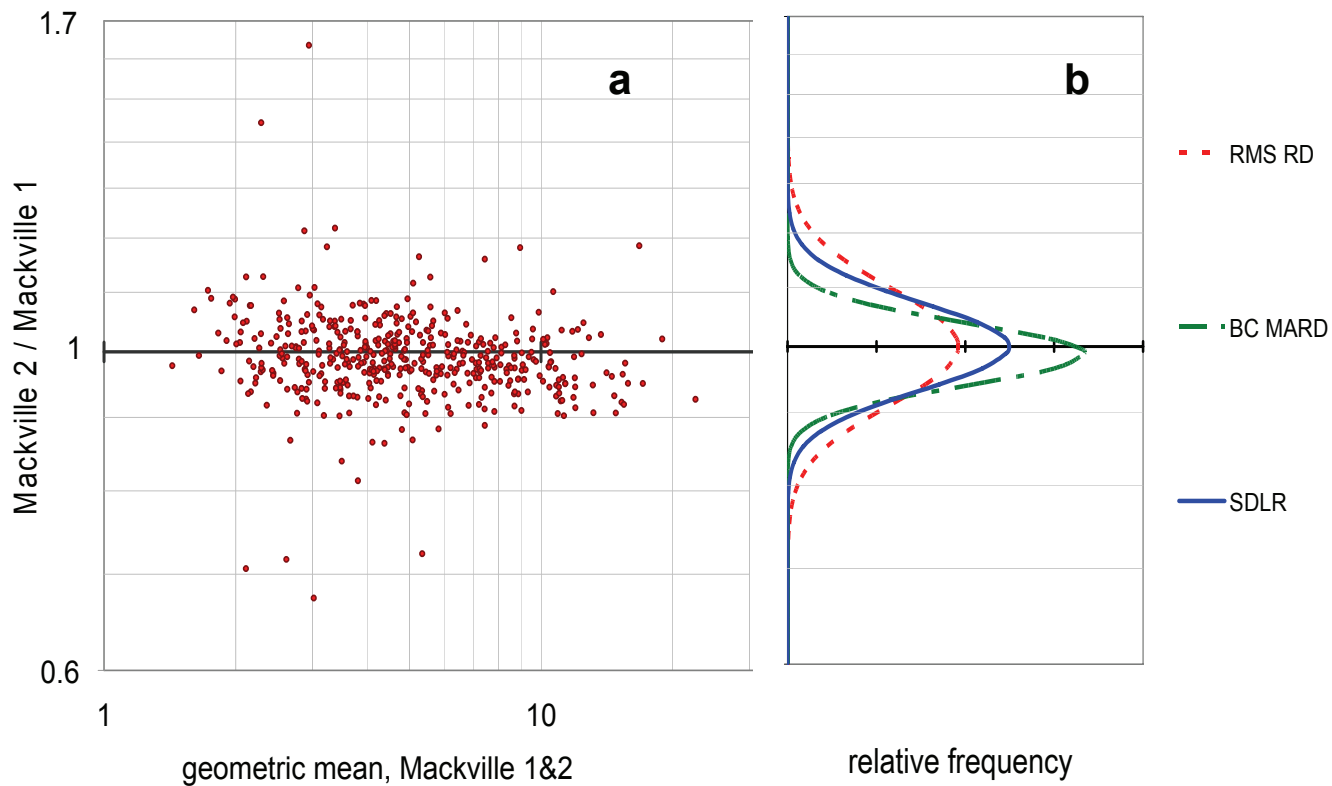 1.7
a
b
RMS RD
Mackville 2 / Mackville 1
BC MARD
1
SDLR
0.6
1
10
geometric mean, Mackville 1&2
relative frequency